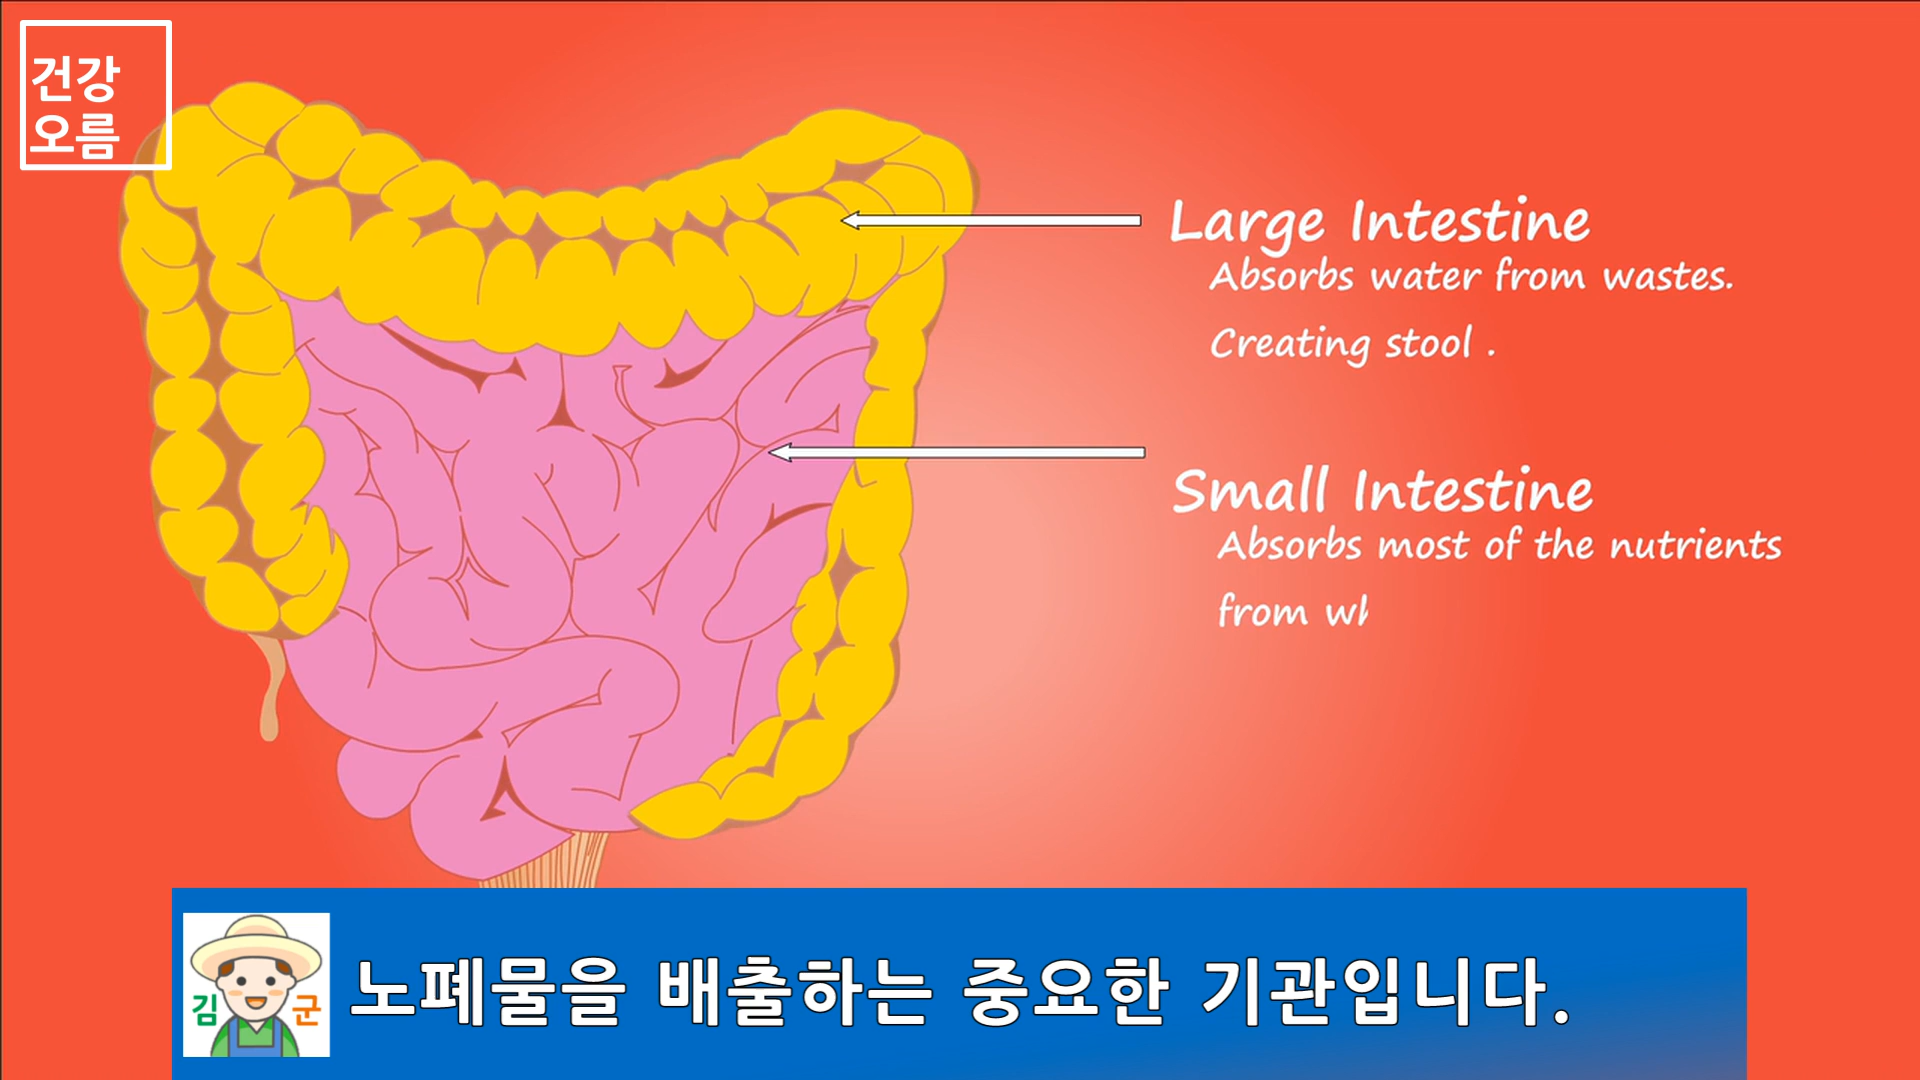 건강
오름
Large Intestine
Absorbs water from wastes.
Creating stool .
Small Intestine
Absorbs most of the nutrients
from
김 군
노폐물을 배출하는 중요한 기관입니다.